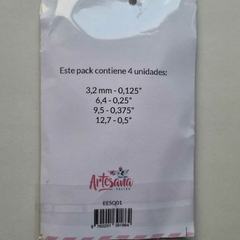 Este pack contiene 4 unidades:
3,2 mm - 0,125"
6,4 - 0,25"
9,5 - 0,375"
12,7 - 0,5"
Artesana
EESQ01